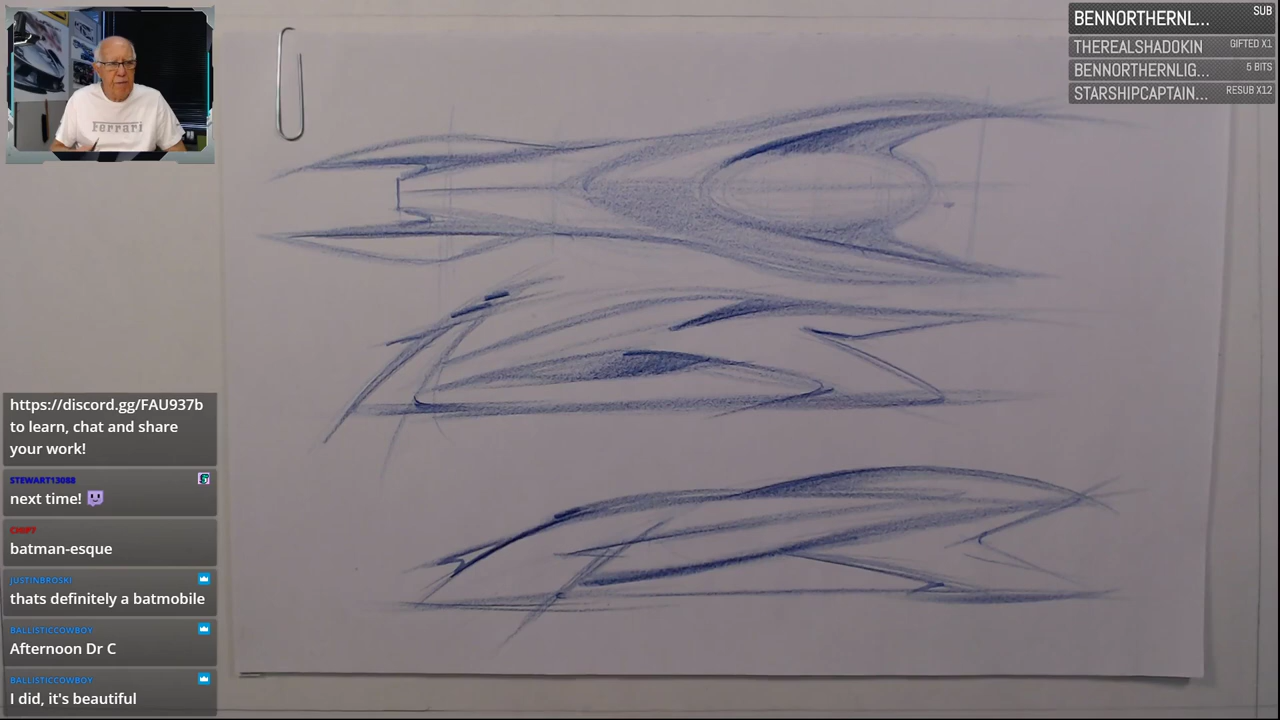 BENNORTHERNL... SUB
THEREALSHADOKIN GIFTED X1
BENNORTHERNLIG... 5 BITS
STARSHIPCAPTAIN... RESUB X12
Ferrari
https://discord.gg/FAU937b
to learn, chat and share
your work!
STEWART13088
next time!
batman-esque
JUSTINBROSKI
thats definitely a batmobile
BALLISTICCOWBOY
Afternoon Dr C
BALLISTICCOWBOY
I did, it's beautiful